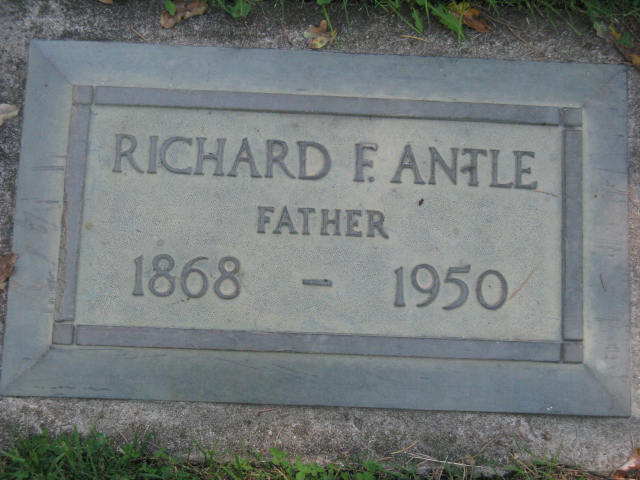 RICHARD F. ANTLE
FATHER
1868 – 1950